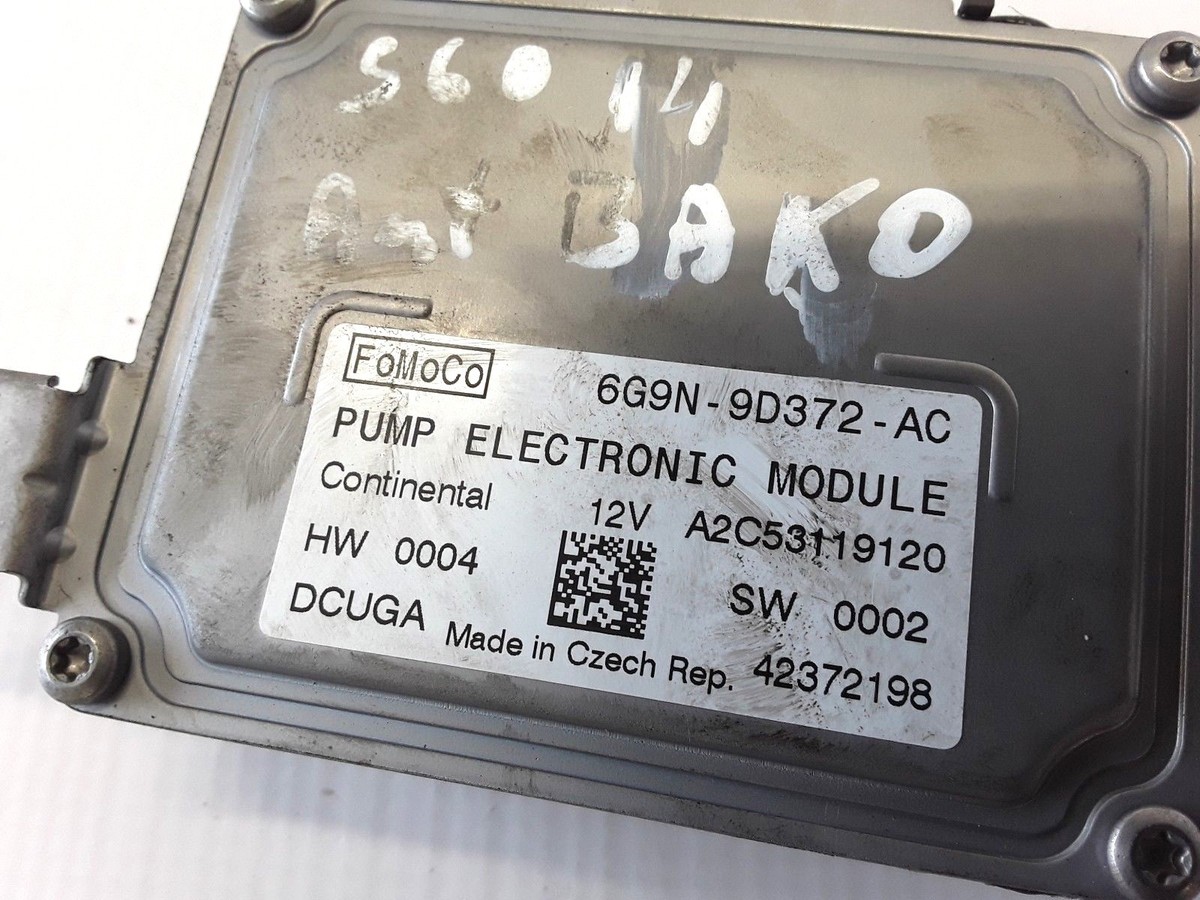 S60 14
BAKO
FoMoCo 6G9N-9D372-AC
PUMP ELECTRONIC MODULE
Continental 12V A2C53119120
HW 0004 SW 0002
DCUGA Made in Czech Rep. 42372198